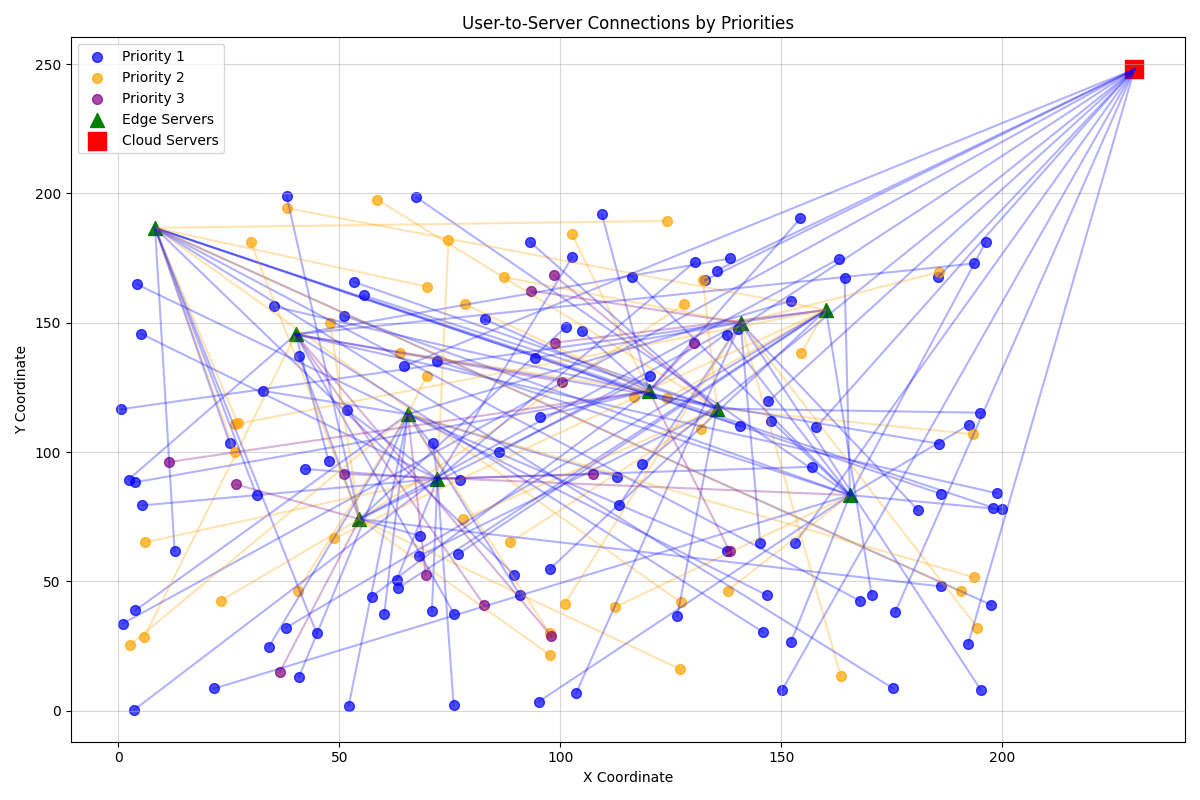 User-to-Server Connections by Priorities
Priority 1
Priority 2
Priority 3
Edge Servers
Cloud Servers
Y Coordinate
250
200
150
100
50
0
0 50 100 150 200
X Coordinate